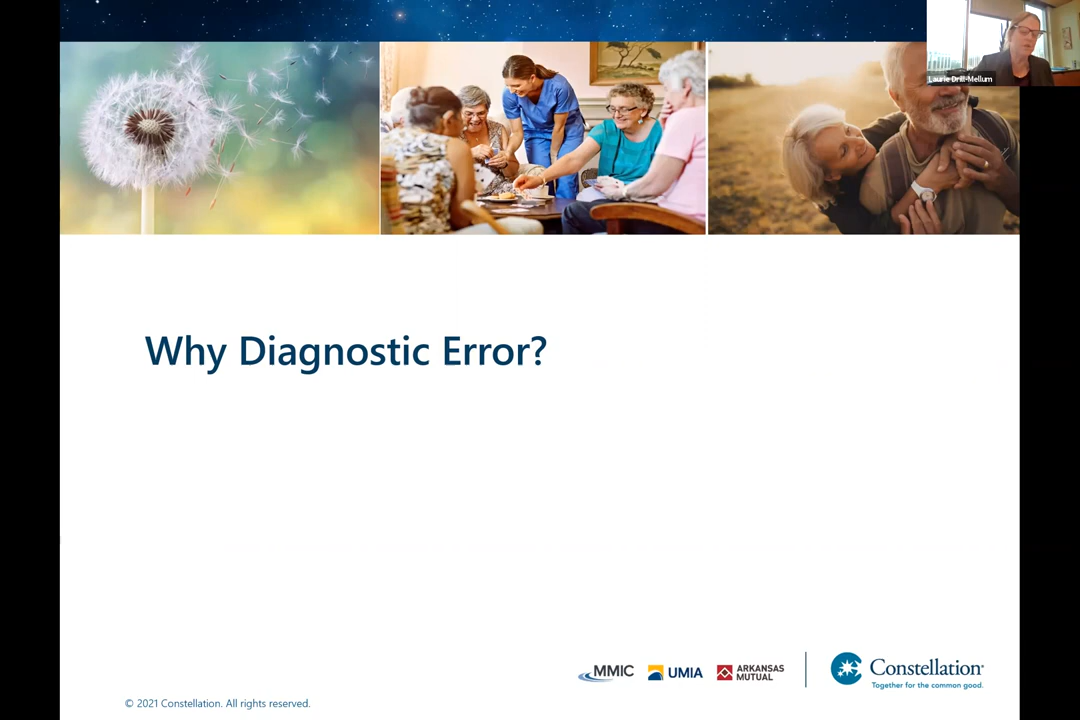 Laurie Drill-Mellum
Why Diagnostic Error?
MMIC
UMIA
ARKANSAS
MUTUAL
Constellation
Together for the common good.
© 2021 Constellation. All rights reserved.